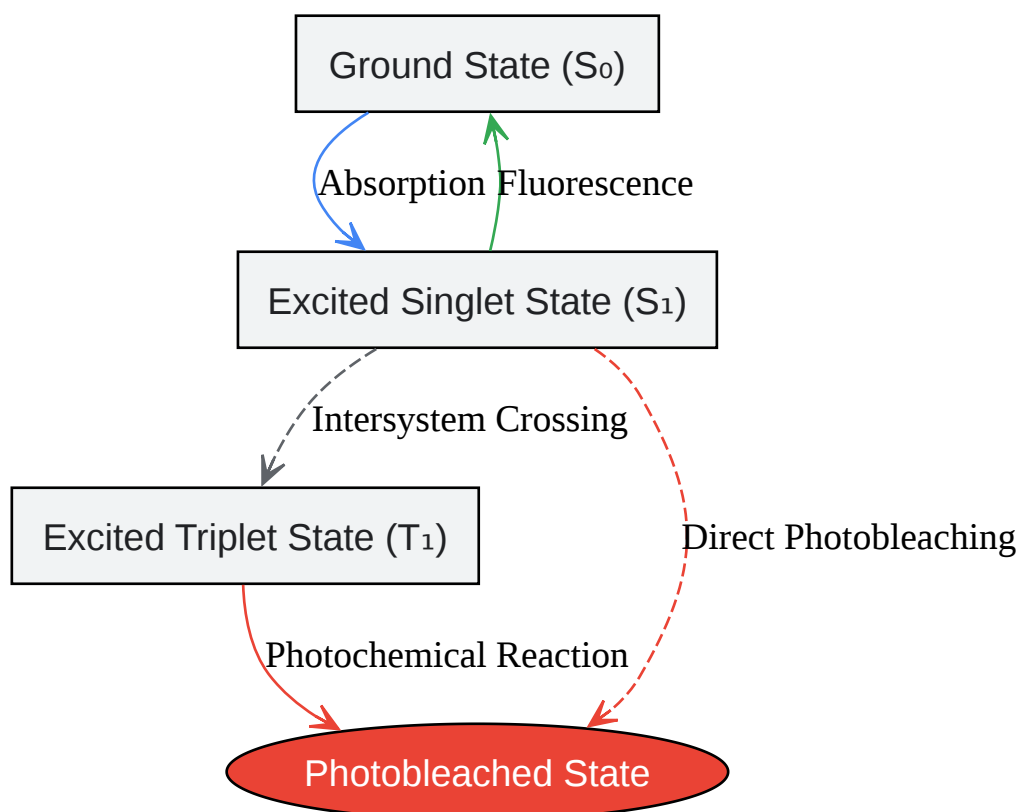 Ground State (S₀)
Absorption
Fluorescence
Excited Singlet State (S₁)
Intersystem Crossing
Excited Triplet State (T₁)
Direct Photobleaching
Photochemical Reaction
Photobleached State